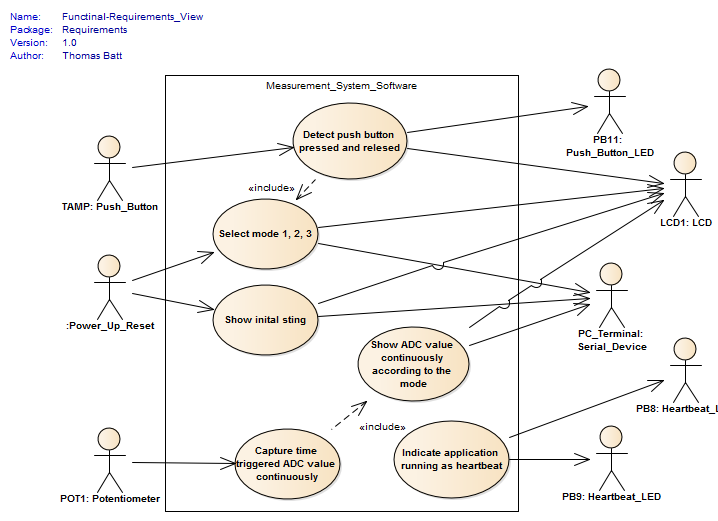 Name: Functinal-Requirements_View
Package: Requirements
Version: 1.0
Author: Thomas Batt
Measurement_System_Software
Detect push button
pressed and relesed
PB11:
Push_Button_LED
TAMP: Push_Button
«include»
LCD1: LCD
Select mode 1, 2, 3
:Power_Up_Reset
Show inital sting
PC_Terminal:
Serial_Device
Show ADC value
continuously
according to the
mode
PB8: Heartbeat_L
«include»
Capture time
triggered ADC value
continuously
Indicate application
running as heartbeat
POT1: Potentiometer
PB9: Heartbeat_LED